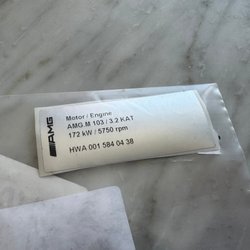 AMG
Motor / Engine
AMG.M 103 / 3.2 KAT
172 kW / 5750 rpm
HWA 001 584 04 38